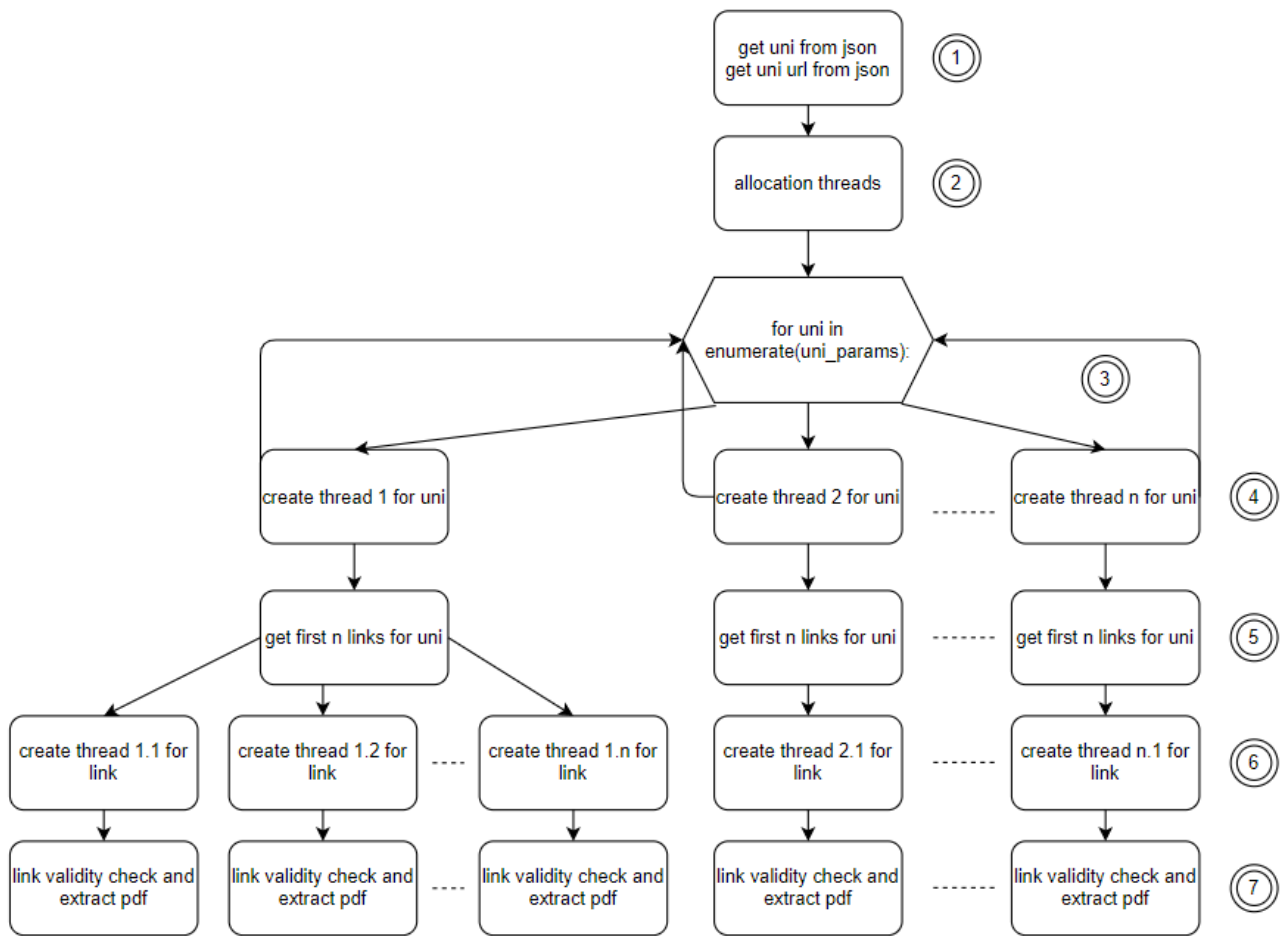 get uni from json
get uni url from json
1
allocation threads
2
for uni in
enumerate(uni_params):
3
create thread 1 for uni
create thread 2 for uni
create thread n for uni
4
get first n links for uni
get first n links for uni
get first n links for uni
5
create thread 1.1 for
link
create thread 1.2 for
link
create thread 1.n for
link
create thread 2.1 for
link
create thread n.1 for
link
6
link validity check and
extract pdf
link validity check and
extract pdf
link validity check and
extract pdf
link validity check and
extract pdf
link validity check and
extract pdf
7